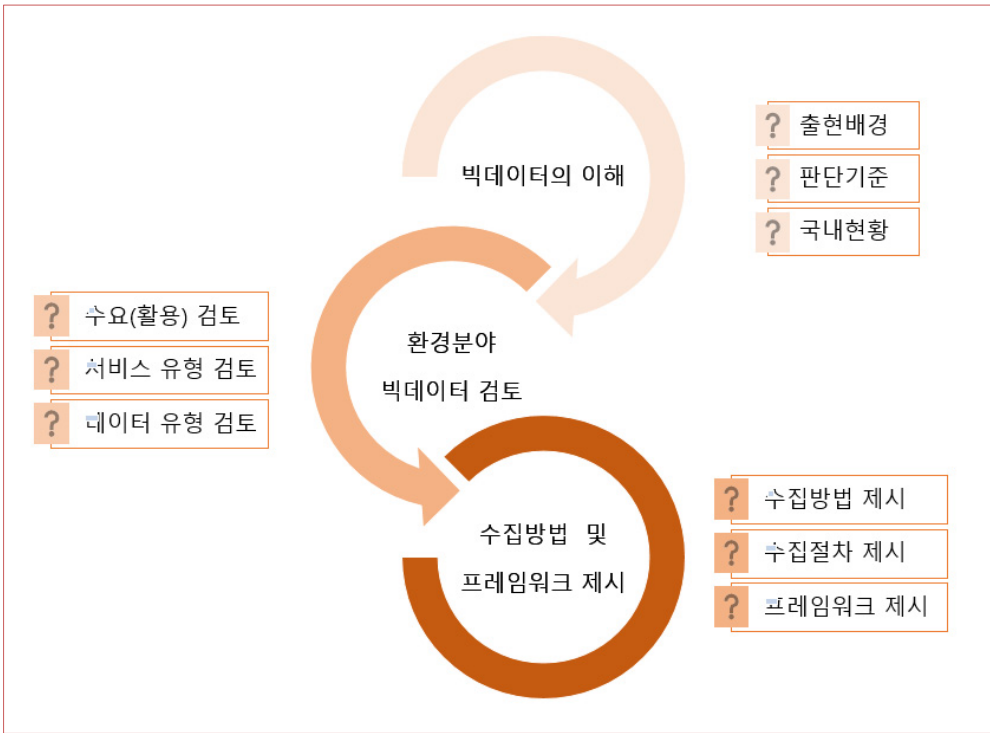 빅데이터의 이해
? 출현배경
? 판단기준
? 국내현황
환경분야
빅데이터 검토
? 수요(활용) 검토
? 서비스 유형 검토
? 데이터 유형 검토
수집방법 및
프레임워크 제시
? 수집방법 제시
? 수집절차 제시
? 프레임워크 제시